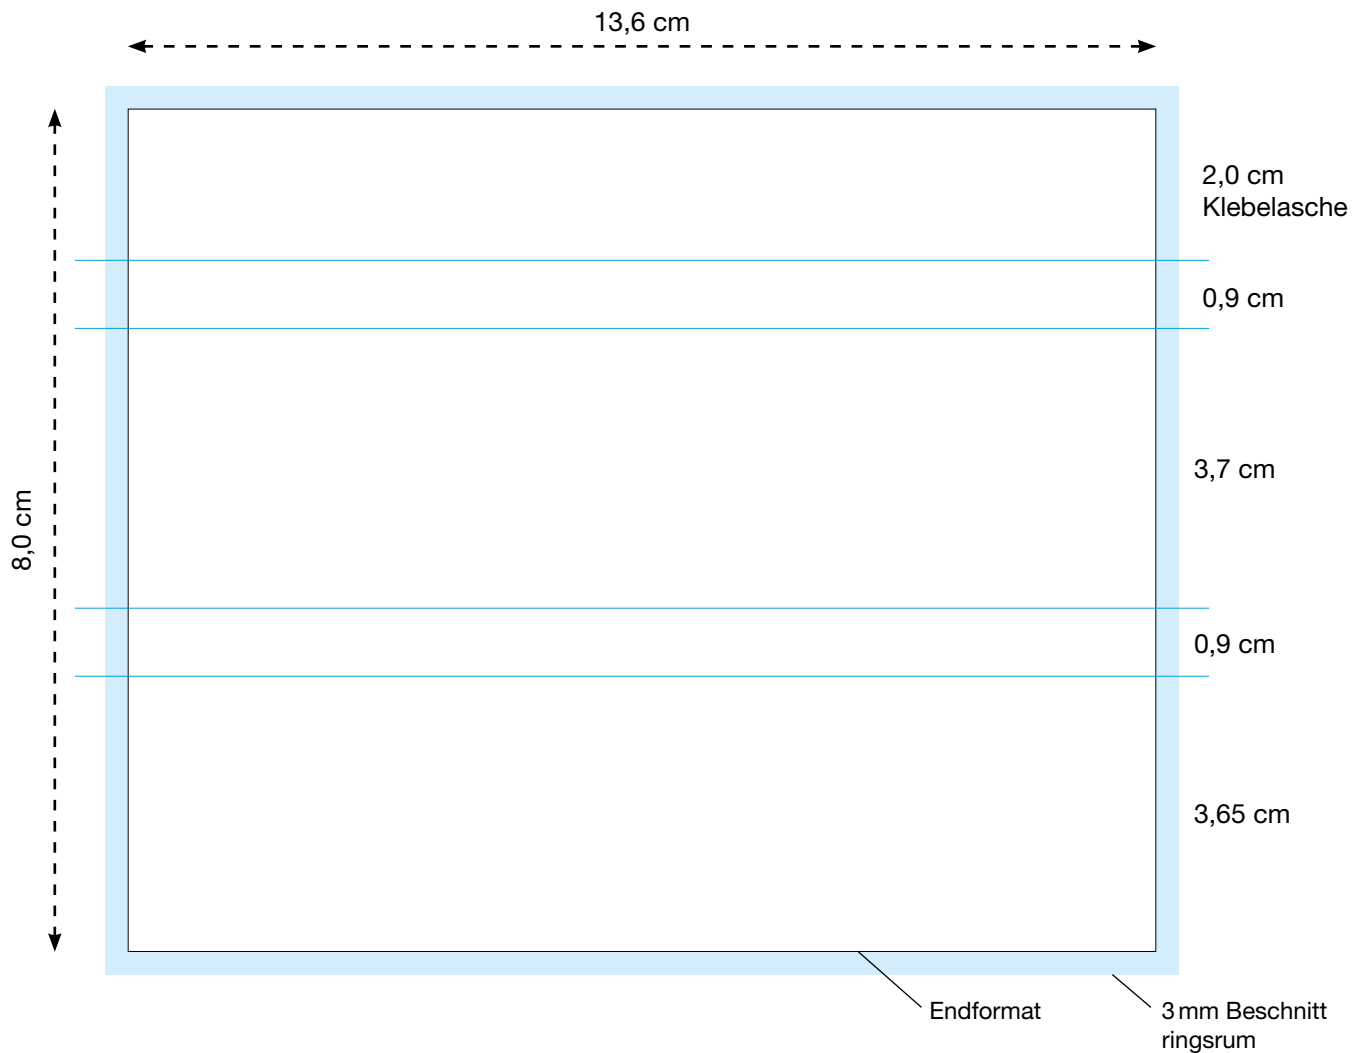 13,6 cm
2,0 cm
Klebelasche
0,9 cm
3,7 cm
8,0 cm
0,9 cm
3,65 cm
Endformat
3 mm Beschnitt
ringsrum